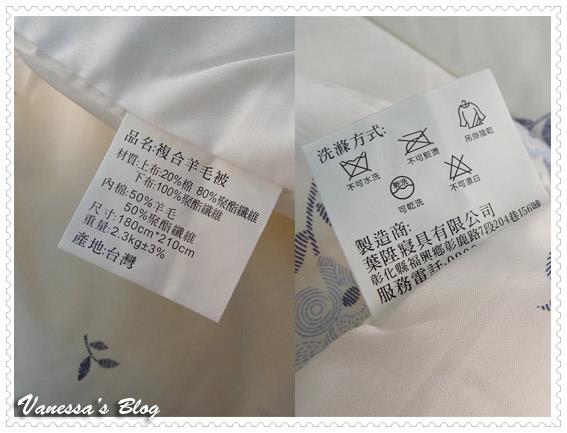 品名:複合羊毛被
材質:上布:20%棉 80%聚酯纖維
下布:100%聚酯纖維
內棉:50%羊毛
50%聚酯纖維
尺寸:180cm*210cm
重量:2.3kg±3%
產地:台灣
洗滌方式:
不可水洗
不可熨燙
吊掛晾乾
乾洗
可乾洗
不可漂白
製造商:
葉陞寢具有限公司
彰化縣福興鄉彰鹿路7段204巷156號
服務電話:
Vanessa's Blog